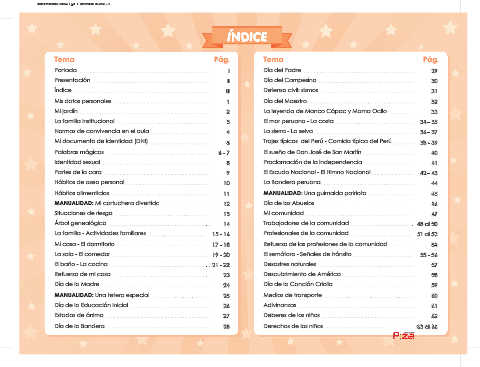 ÍNDICE
Tema Pág.
Portada I
Presentación II
Índice III
Mis datos personales 1
Mi jardín 2
La familia institucional 3
Normas de convivencia en el aula 4
Mi documento de identidad (DNI) 5
Palabras mágicas 6 - 7
Identidad sexual 8
Partes de la cara 9
Hábitos de aseo personal 10
Hábitos alimenticios 11
MANUALIDAD: Mi cartuchera divertida 12
Situaciones de riesgo 13
Árbol genealógico 14
La familia - Actividades familiares 15 - 16
Mi casa - El dormitorio 17 - 18
La sala - El comedor 19 - 20
El baño - La cocina 21 - 22
Refuerzo de mi casa 23
Día de la Madre 24
MANUALIDAD: Una tetera especial 25
Día de la Educación Inicial 26
Estados de ánimo 27
Día de la Bandera 28
Tema Pág.
Día del Padre 29
Día del Campesino 30
Defensa civil: sismos 31
Día del Maestro 32
La leyenda de Manco Cápac y Mama Ocllo 33
El mar peruano - La costa 34 - 35
La sierra - La selva 36 - 37
Trajes típicos del Perú - Comida típica del Perú 38 - 39
El sueño de Don José de San Martín 40
Proclamación de la Independencia 41
El Escudo Nacional - El Himno Nacional 42 - 43
La Bandera peruana 44
MANUALIDAD: Una guirnalda patriota 45
Día de los Abuelos 46
Mi comunidad 47
Trabajadores de la comunidad 48 al 50
Profesionales de la comunidad 51 al 53
Refuerzo de los profesiones de la comunidad 54
El semáforo - Señales de tránsito 55 - 56
Desastres naturales 57
Descubrimiento de América 58
Día de la Canción Criolla 59
Medios de transporte 60
Adivinanzas 61
Deberes de los niños 62
Derechos de los niños 63 al 66